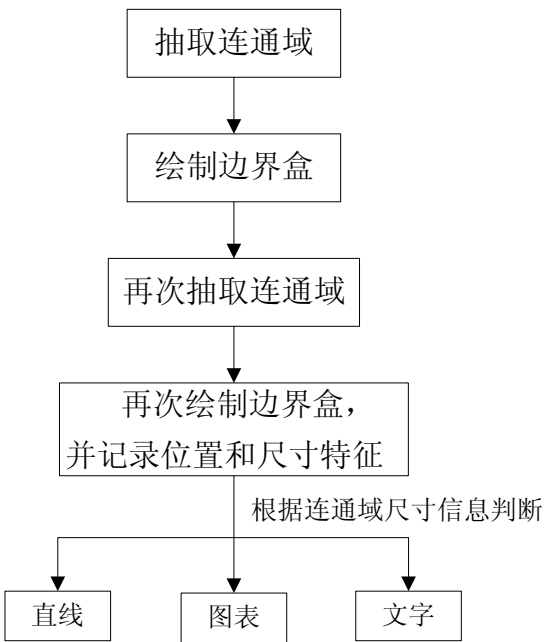 抽取连通域
绘制边界盒
再次抽取连通域
再次绘制边界盒，
并记录位置和尺寸特征
根据连通域尺寸信息判断
直线
图表
文字